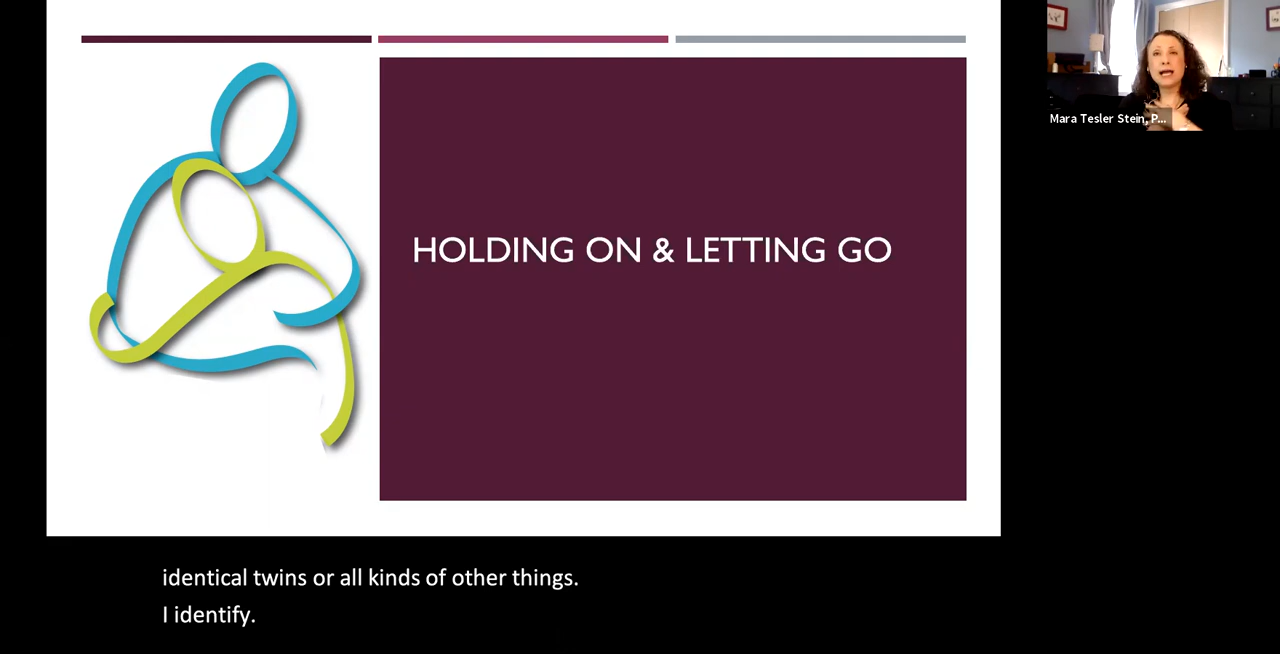 HOLDING ON & LETTING GO
Mara Tesler Stein, P...
identical twins or all kinds of other things.
I identify.